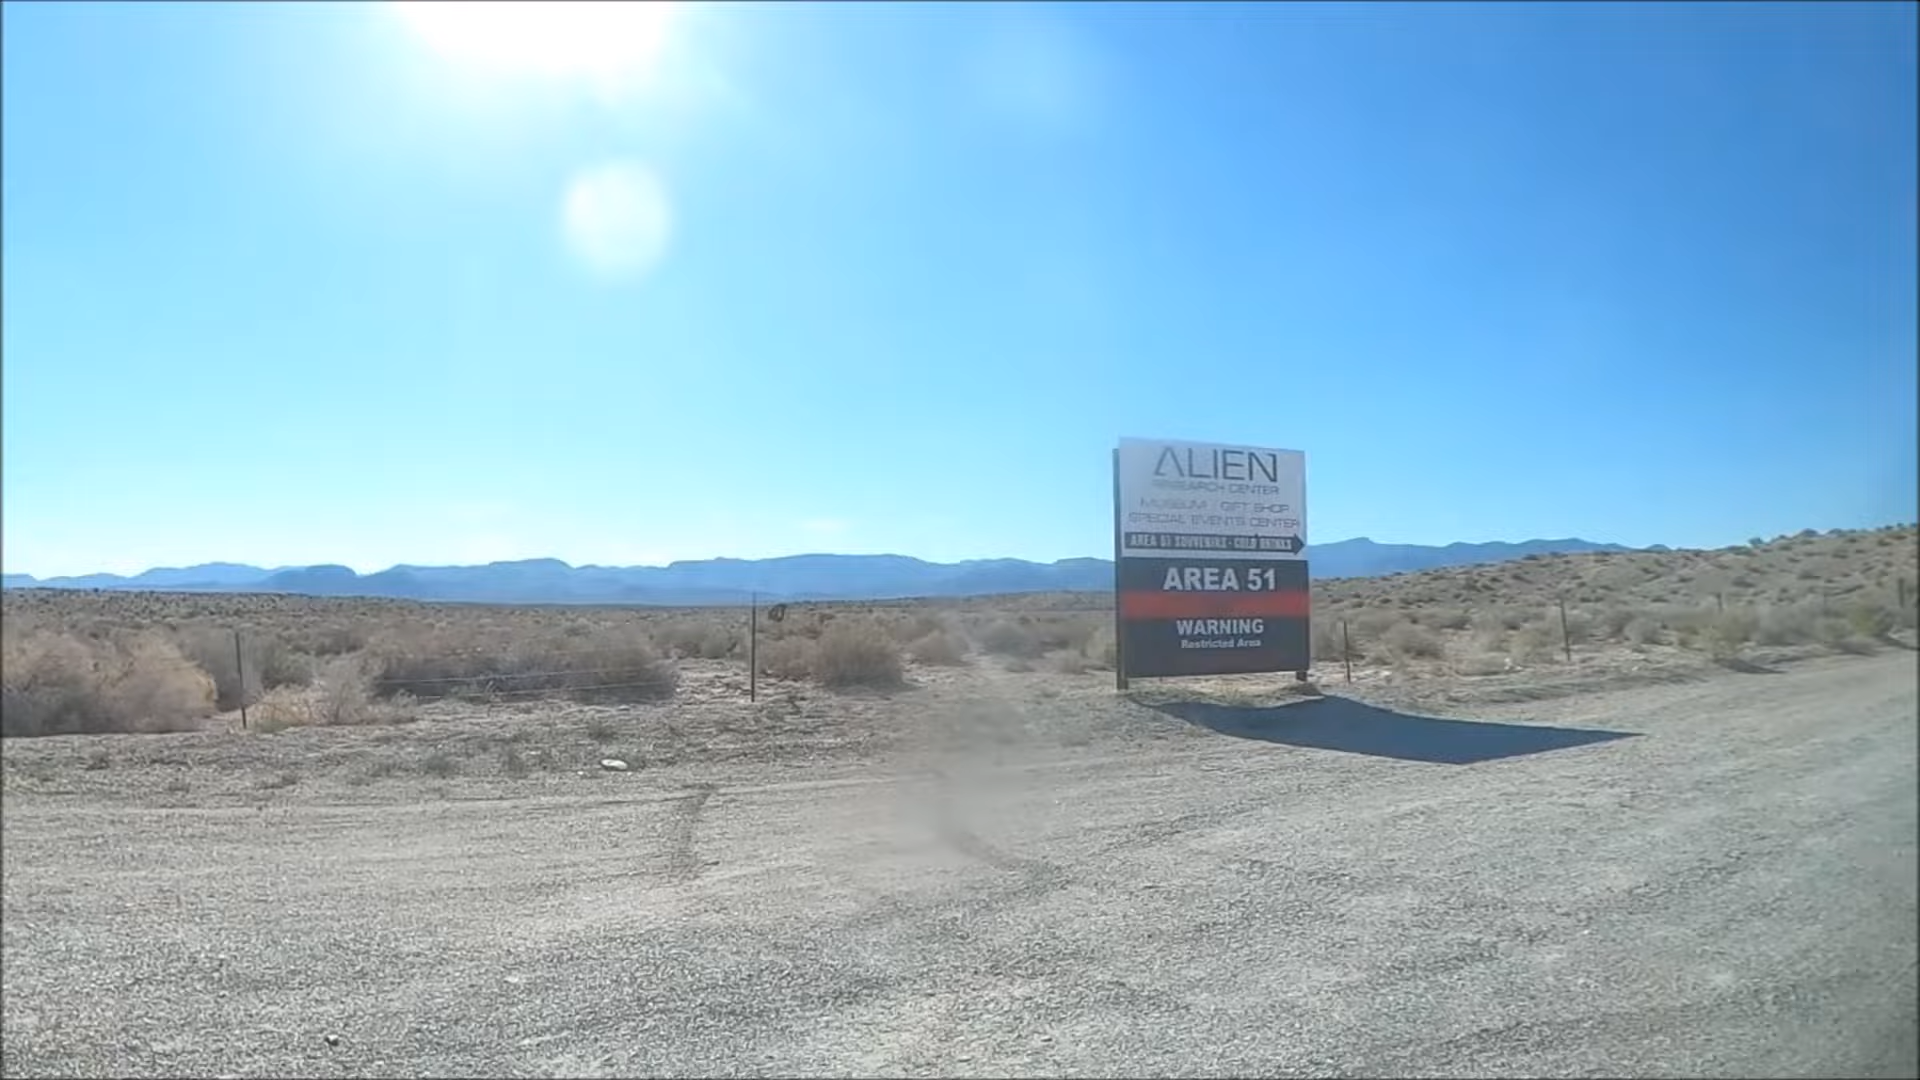 ALIEN
RESEARCH CENTER
MUSEUM GIFT SHOP
SPECIAL EVENTS CENTER
AREA 51 SOUVENIRS - COLD DRINKS
AREA 51
WARNING
Restricted Area